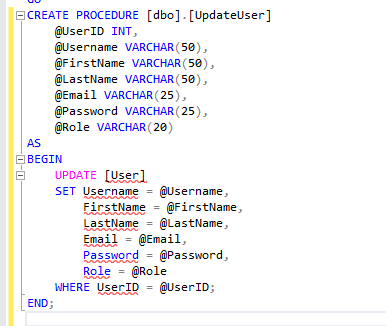 GO
CREATE PROCEDURE [dbo].[UpdateUser]
@UserID INT,
@Username VARCHAR(50),
@FirstName VARCHAR(50),
@LastName VARCHAR(50),
@Email VARCHAR(25),
@Password VARCHAR(25),
@Role VARCHAR(20)
AS
BEGIN
UPDATE [User]
SET Username = @Username,
FirstName = @FirstName,
LastName = @LastName,
Email = @Email,
Password = @Password,
Role = @Role
WHERE UserID = @UserID;
END;